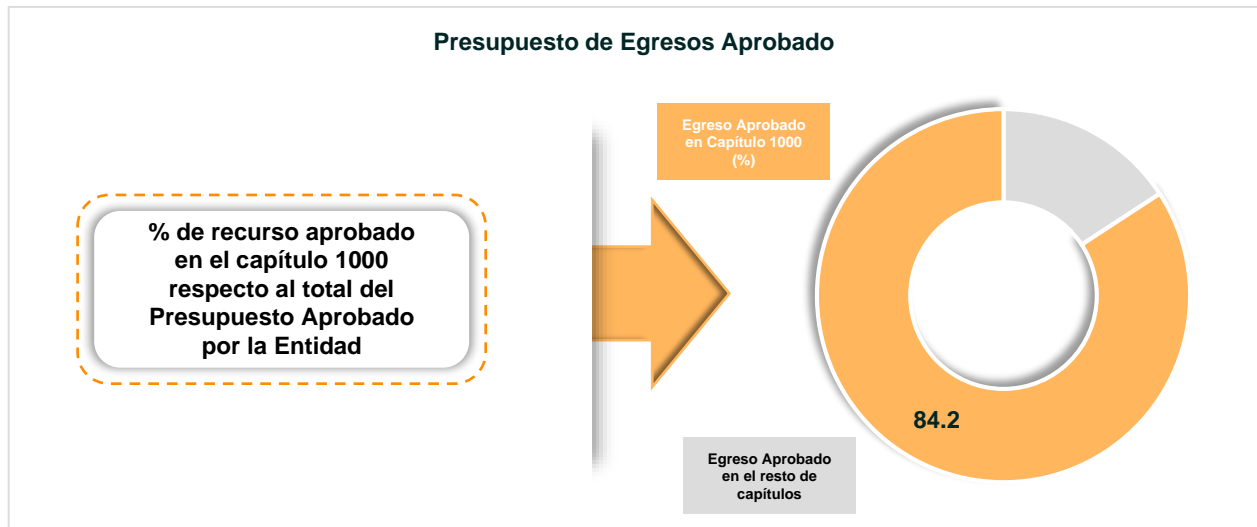 Presupuesto de Egresos Aprobado
% de recurso aprobado
en el capítulo 1000
respecto al total del
Presupuesto Aprobado
por la Entidad
Egreso Aprobado
en Capítulo 1000
(%)
84.2
Egreso Aprobado
en el resto de
capítulos